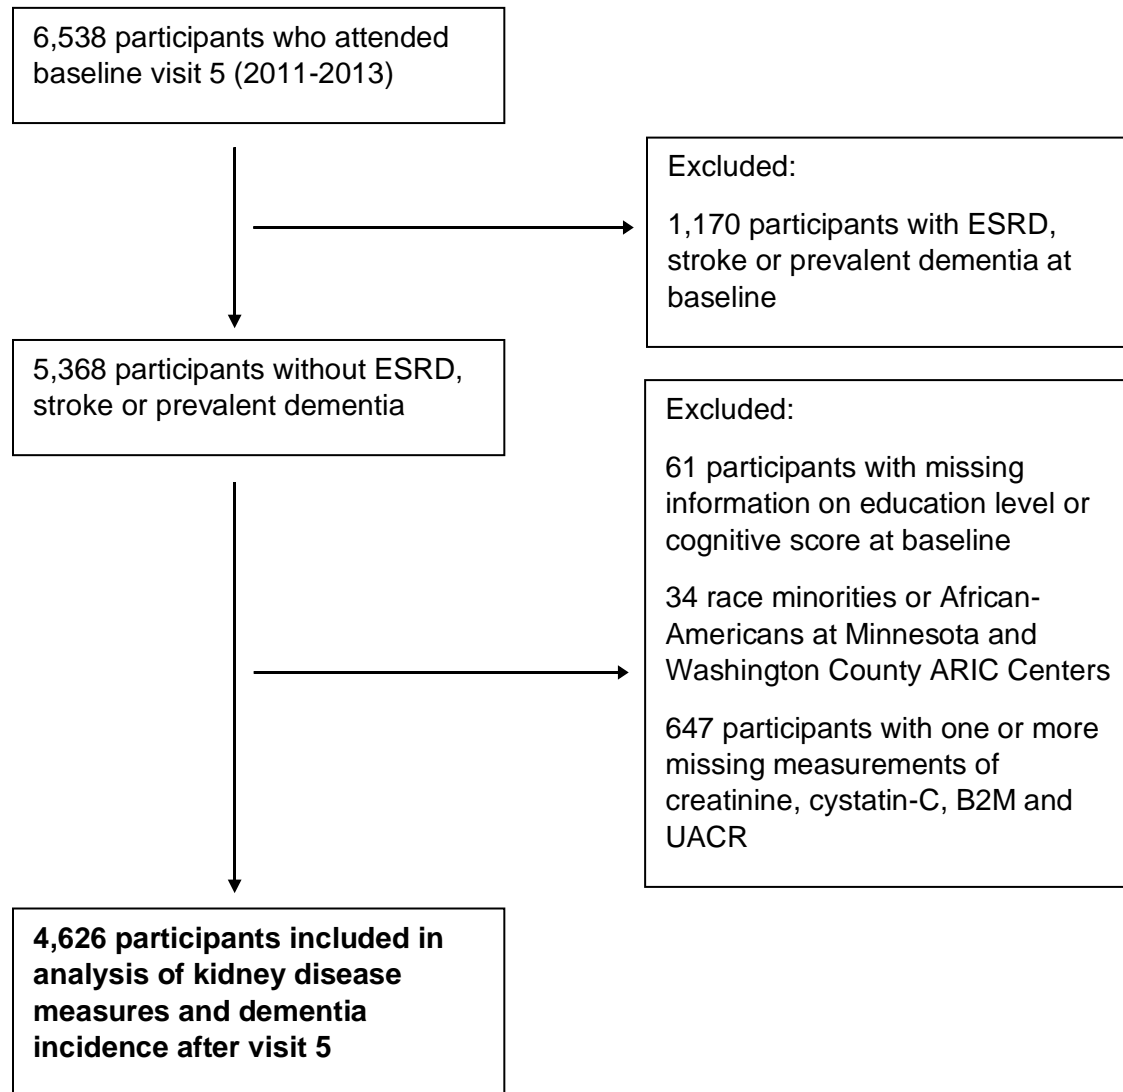 6,538 participants who attended
baseline visit 5 (2011-2013)
Excluded:
1,170 participants with ESRD,
stroke or prevalent dementia at
baseline
5,368 participants without ESRD,
stroke or prevalent dementia
Excluded:
61 participants with missing
information on education level or
cognitive score at baseline
34 race minorities or African-
Americans at Minnesota and
Washington County ARIC Centers
647 participants with one or more
missing measurements of
creatinine, cystatin-C, B2M and
UACR
4,626 participants included in
analysis of kidney disease
measures and dementia
incidence after visit 5